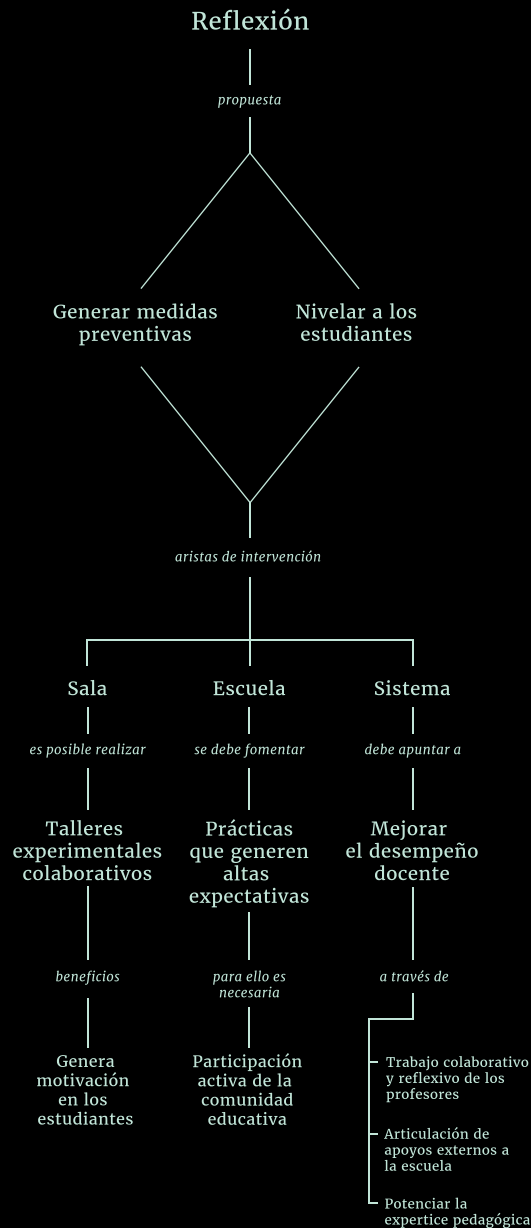 Reflexión
propuesta
Generar medidas
preventivas
Nivelar a los
estudiantes
aristas de intervención
Sala
Escuela
Sistema
es posible realizar
se debe fomentar
debe apuntar a
Talleres
experimentales
colaborativos
Prácticas
que generen
altas
expectativas
Mejorar
el desempeño
docente
beneficios
para ello es
necesaria
a través de
Genera
motivación
en los
estudiantes
Participación
activa de la
comunidad
educativa
Trabajo colaborativo
y reflexivo de los
profesores
Articulación de
apoyos externos a
la escuela
Potenciar la
expertice pedagógica